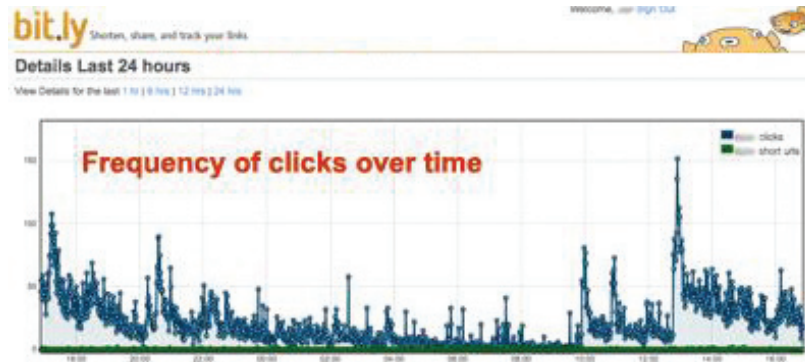 bit.ly Shorten, share, and track your links
Welcome, Sign Out
Details Last 24 hours
View Details for the last 1 hr | 6 hrs | 12 hrs | 24 hrs
Frequency of clicks over time
clicks
short urls
150
100
50
0
18:00 20:00 22:00 00:00 02:00 04:00 06:00 08:00 10:00 12:00 14:00 16:00